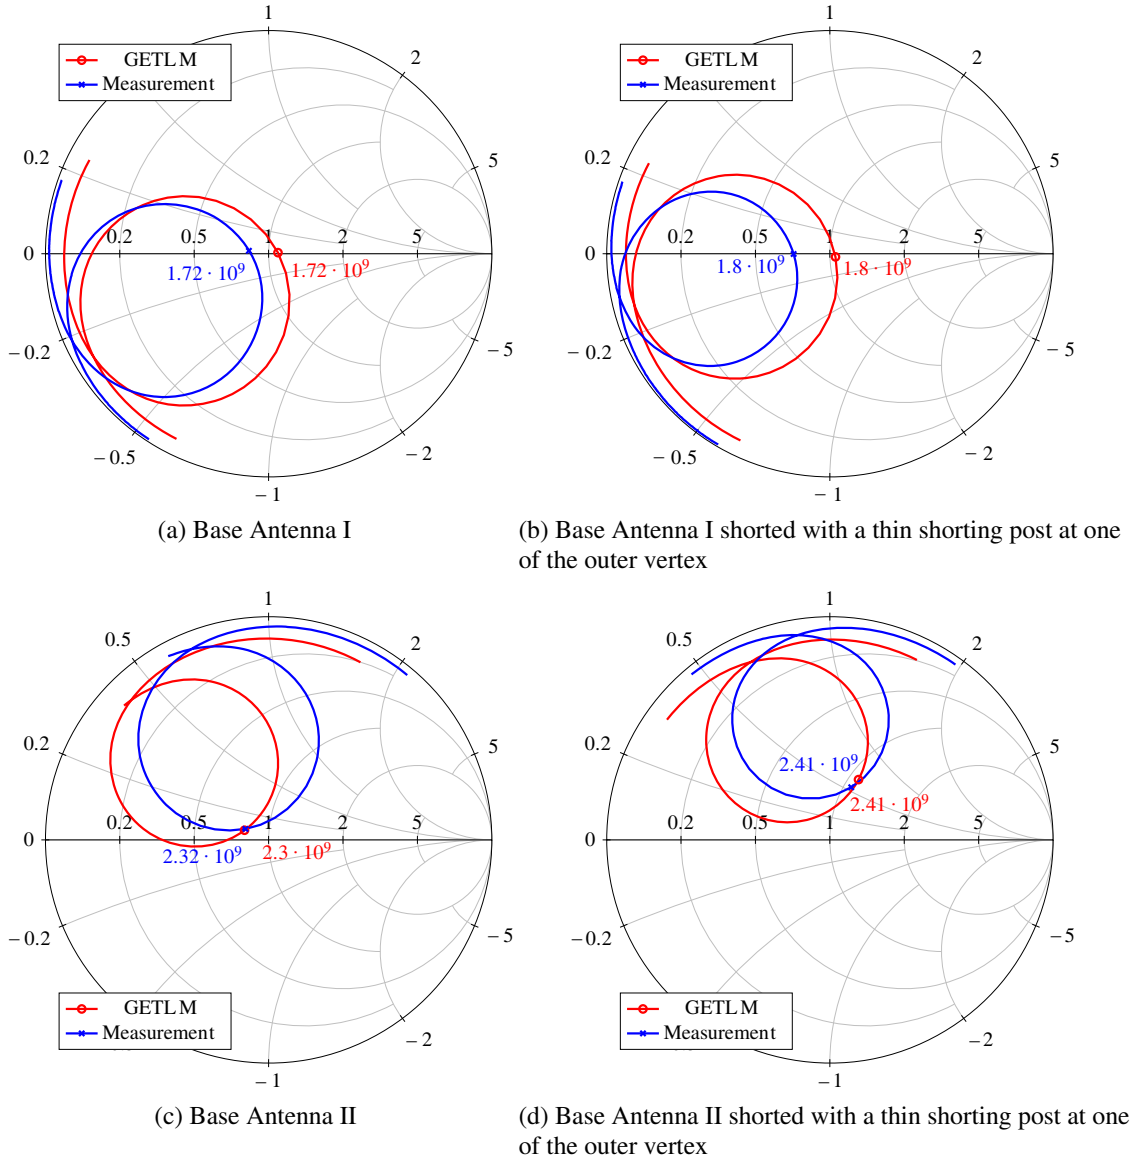 1
GETLM
Measurement
2
0.2
5
0
0.2
0.5
1
2
5
1.72 · 10⁹
1.72 · 10⁹
– 0.2
– 5
– 0.5
– 2
– 1
(a) Base Antenna I
1
GETLM
Measurement
2
0.2
5
0
0.2
0.5
1
2
5
1.8 · 10⁹
1.8 · 10⁹
– 0.2
– 5
– 0.5
– 2
– 1
(b) Base Antenna I shorted with a thin shorting post at one
of the outer vertex
1
0.5
2
0.2
5
0
0.2
0.5
1
2
5
2.32 · 10⁹
2.3 · 10⁹
– 0.2
– 5
GETLM
Measurement
– 2
– 1
(c) Base Antenna II
1
0.5
2
0.2
5
2.41 · 10⁹
2.41 · 10⁹
0
0.2
0.5
1
2
5
– 0.2
– 5
GETLM
Measurement
– 2
– 1
(d) Base Antenna II shorted with a thin shorting post at one
of the outer vertex